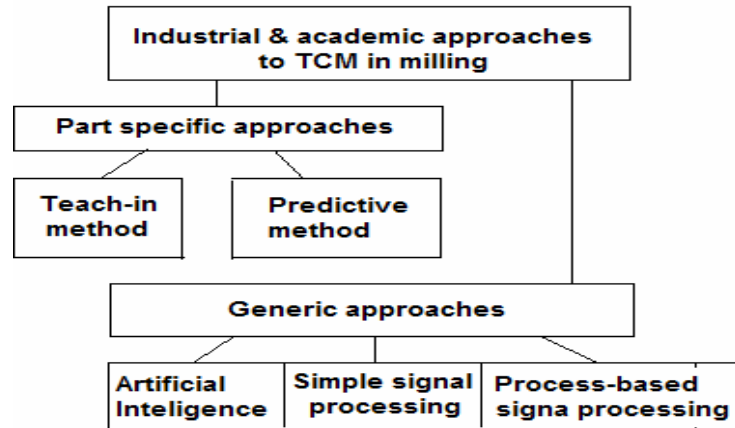 Industrial & academic approaches
to TCM in milling
Part specific approaches
Teach-in
method
Predictive
method
Generic approaches
Artificial
Inteligence
Simple signal
processing
Process-based
signa processing